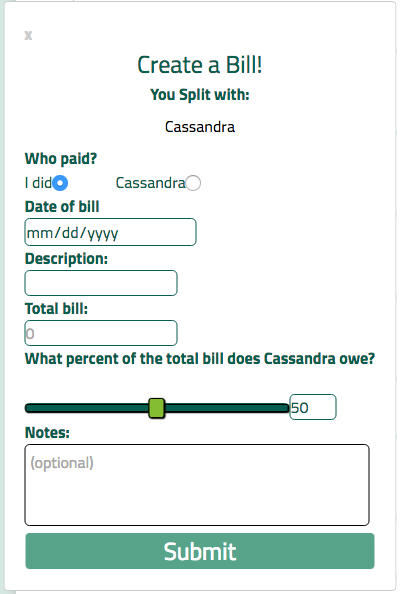 x
Create a Bill!
You Split with:
Cassandra
Who paid?
I did Cassandra
Date of bill
mm/dd/yyyy
Description:
Total bill:
0
What percent of the total bill does Cassandra owe?
50
Notes:
(optional)
Submit